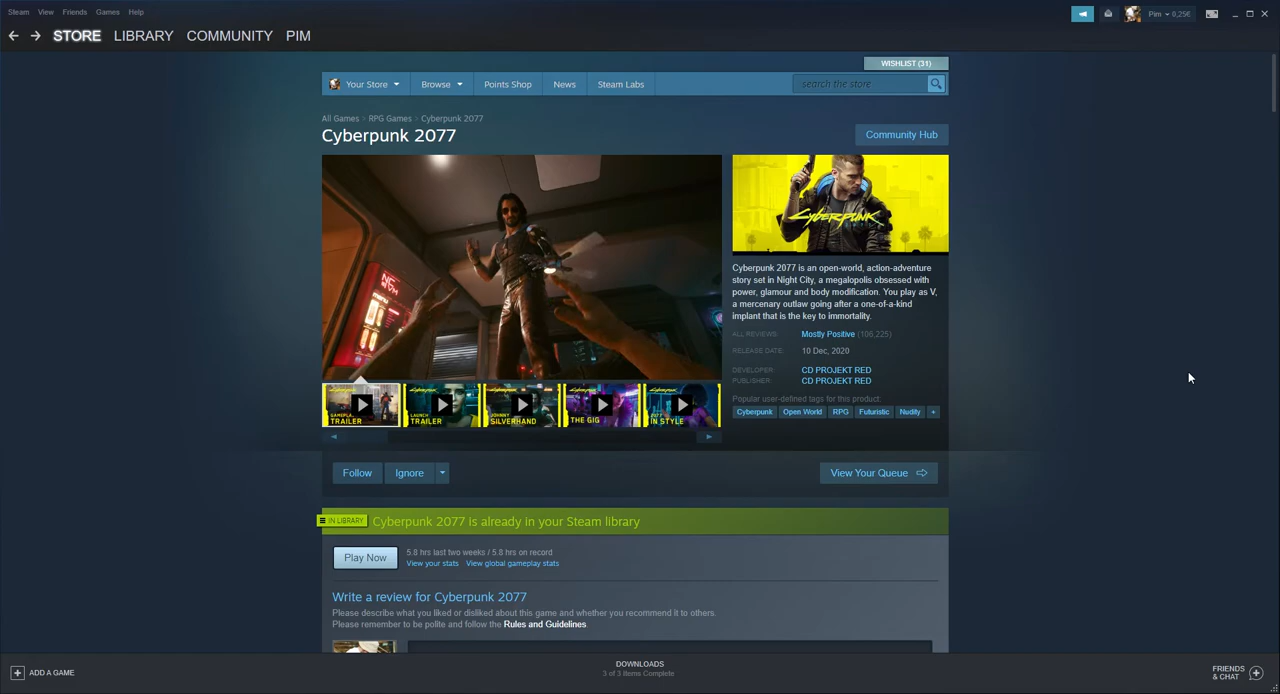 Steam View Friends Games Help
Pim 0,25€
STORE LIBRARY COMMUNITY PIM
WISHLIST (31)
Your Store Browse Points Shop News Steam Labs
search the store
All Games > RPG Games > Cyberpunk 2077
Cyberpunk 2077
Community Hub
CYBERPUNK
Cyberpunk 2077 is an open-world, action-adventure
story set in Night City, a megalopolis obsessed with
power, glamour and body modification. You play as V,
a mercenary outlaw going after a one-of-a-kind
implant that is the key to immortality.
ALL REVIEWS: Mostly Positive (106,225)
RELEASE DATE: 10 Dec, 2020
DEVELOPER: CD PROJEKT RED
PUBLISHER: CD PROJEKT RED
Popular user-defined tags for this product:
Cyberpunk Open World RPG Futuristic Nudity +
menu
TRAILER
LAUNCH
TRAILER
JOHNNY
SILVERHAND
THE GIG
IN STYLE
Follow Ignore View Your Queue
IN LIBRARY Cyberpunk 2077 is already in your Steam library
Play Now
5.8 hrs last two weeks / 5.8 hrs on record
View your stats View global gameplay stats
Write a review for Cyberpunk 2077
Please describe what you liked or disliked about this game and whether you recommend it to others.
Please remember to be polite and follow the Rules and Guidelines.
+ ADD A GAME
DOWNLOADS
3 of 3 Items Complete
FRIENDS
& CHAT +